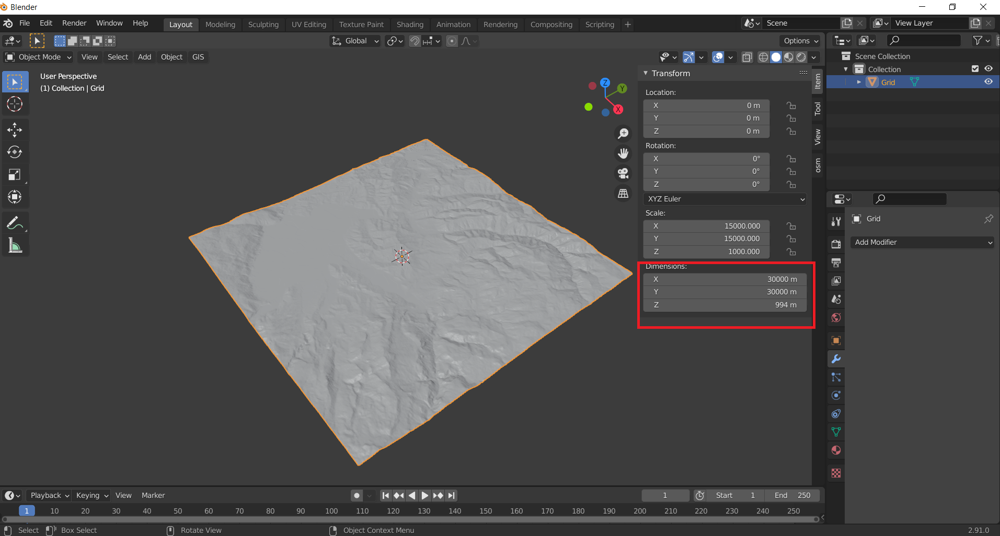 Blender
File Edit Render Window Help Layout Modeling Sculpting UV Editing Texture Paint Shading Animation Rendering Compositing Scripting + Scene View Layer
Global Options
Object Mode View Select Add Object GIS
User Perspective
(1) Collection | Grid
Z
Y
X
Transform
Location:
X 0 m
Y 0 m
Z 0 m
Rotation:
X 0°
Y 0°
Z 0°
XYZ Euler
Scale:
X 15000.000
Y 15000.000
Z 1000.000
Dimensions:
X 30000 m
Y 30000 m
Z 994 m
Item
Tool
View
osm
Scene Collection
Collection
Grid
Grid
Add Modifier
Playback Keying View Marker 1 Start 1 End 250
1 10 20 30 40 50 60 70 80 90 100 110 120 130 140 150 160 170 180 190 200 210 220 230 240 250
Select Box Select Rotate View Object Context Menu 2.91.0